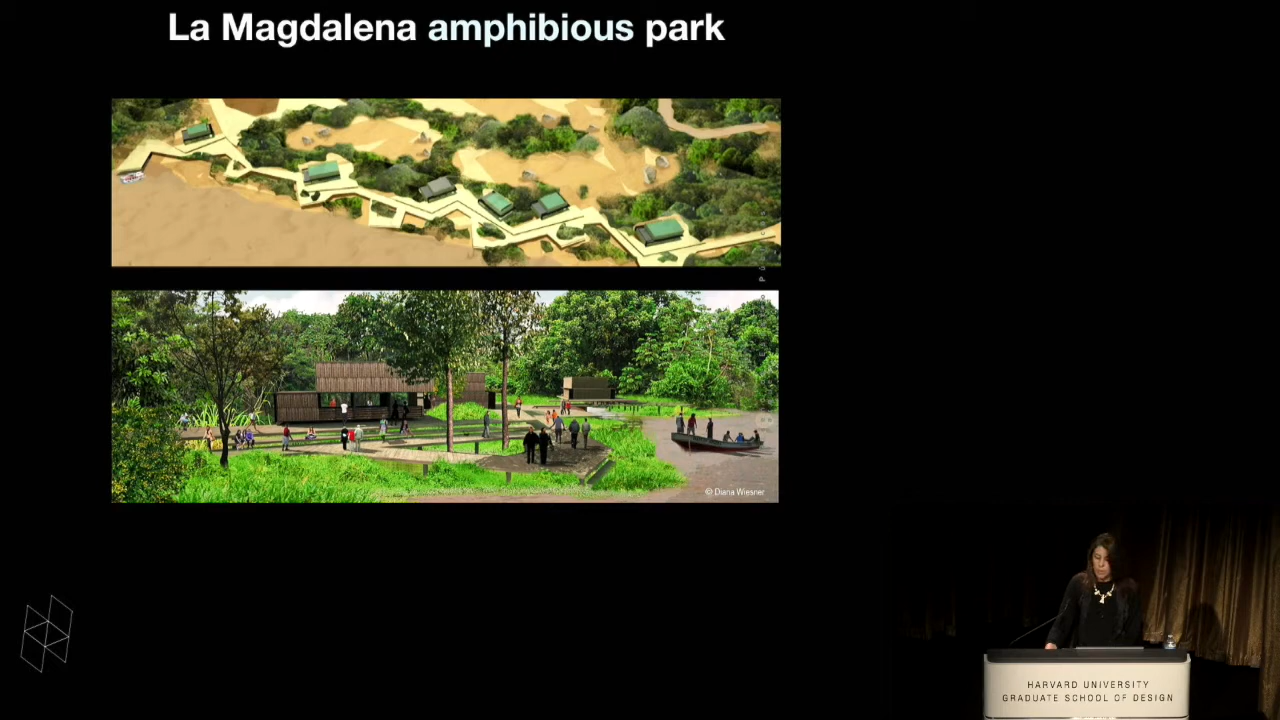 La Magdalena amphibious park
© Diana Wiesner
HARVARD UNIVERSITY
GRADUATE SCHOOL OF DESIGN